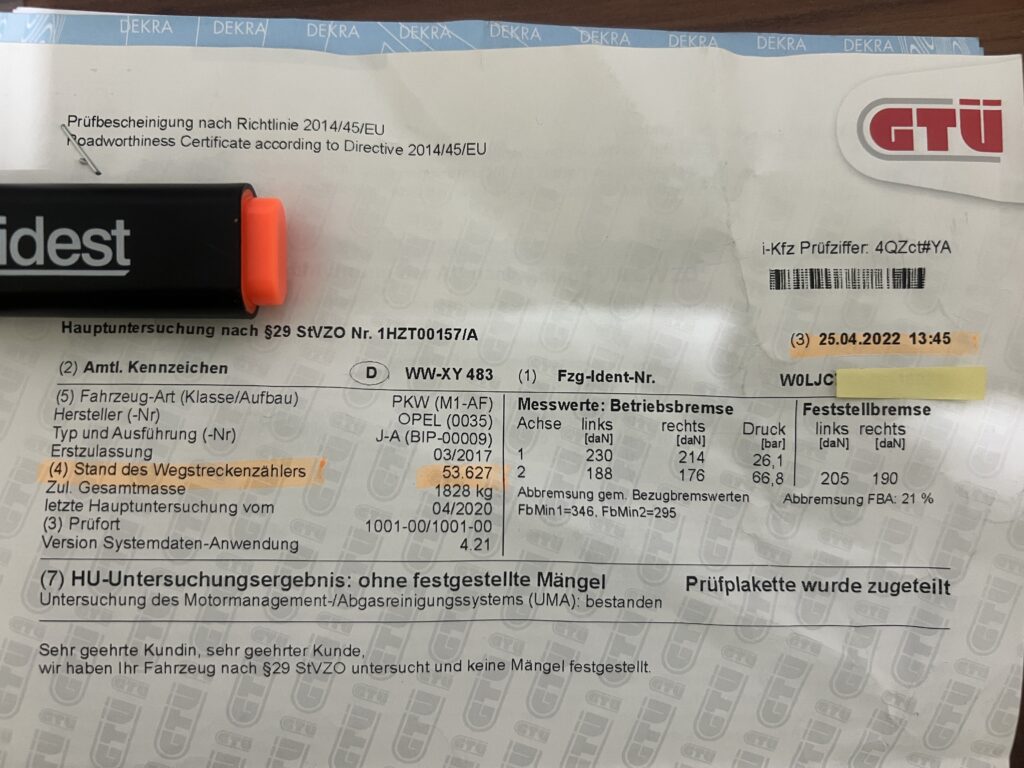 DEKRA DEKRA DEKRA DEKRA DEKRA DEKRA DEKRA DEKRA DEKRA
Prüfbescheinigung nach Richtlinie 2014/45/EU
Roadworthiness Certificate according to Directive 2014/45/EU
GTÜ
idest
i-Kfz Prüfziffer: 4QZct#YA
Hauptuntersuchung nach §29 StVZO Nr. 1HZT00157/A
(3) 25.04.2022 13:45
(2) Amtl. Kennzeichen D WW-XY 483 (1) Fzg-Ident-Nr. W0LJC
(5) Fahrzeug-Art (Klasse/Aufbau) PKW (M1-AF)
Hersteller (-Nr) OPEL (0035)
Typ und Ausführung (-Nr) J-A (BIP-00009)
Erstzulassung 03/2017
(4) Stand des Wegstreckenzählers 53.627
Zul. Gesamtmasse 1828 kg
letzte Hauptuntersuchung vom 04/2020
(3) Prüfort 1001-00/1001-00
Version Systemdaten-Anwendung 4.21
Messwerte: Betriebsbremse
Achse links rechts Druck
[daN] [daN] [bar]
1 230 214 26,1
2 188 176 66,8
Abbremsung gem. Bezugbremswerten
FbMin1=346, FbMin2=295
Feststellbremse
links rechts
[daN] [daN]
205 190
Abbremsung FBA: 21 %
(7) HU-Untersuchungsergebnis: ohne festgestellte Mängel Prüfplakette wurde zugeteilt
Untersuchung des Motormanagement-/Abgasreinigungssystems (UMA): bestanden
Sehr geehrte Kundin, sehr geehrter Kunde,
wir haben Ihr Fahrzeug nach §29 StVZO untersucht und keine Mängel festgestellt.